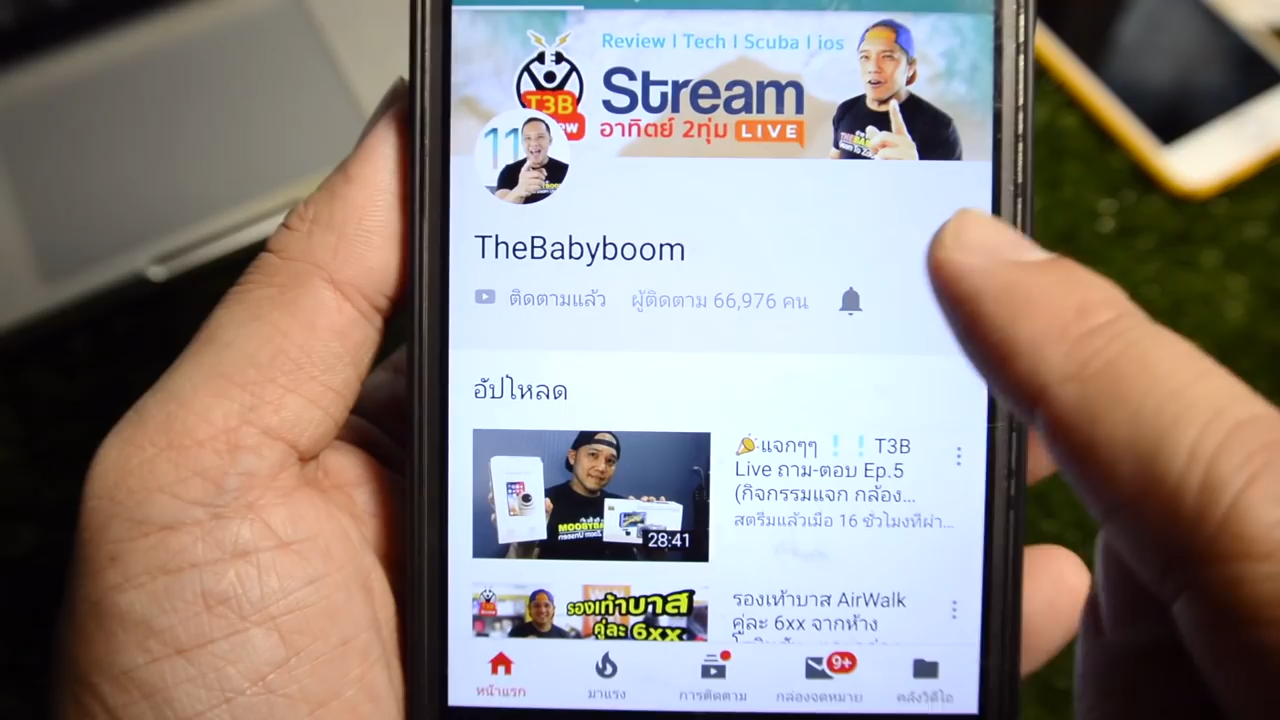 Review | Tech | Scuba | ios
T3B
Stream
อาทิตย์ 2ทุ่ม LIVE
11
TheBabyboom
ติดตามแล้ว ผู้ติดตาม 66,976 คน
อัปโหลด
🎉แจกๆๆ ❕❕ T3B
Live ถาม-ตอบ Ep.5
(กิจกรรมแจก กล้อง...
สตรีมแล้วเมื่อ 16 ชั่วโมงที่ผ่า...
28:41
รองเท้าบาส
คู่ละ 6xx
รองเท้าบาส AirWalk
คู่ละ 6xx จากห้าง
9+
หน้าแรก มาแรง การติดตาม กล่องจดหมาย คลังวิดีโอ